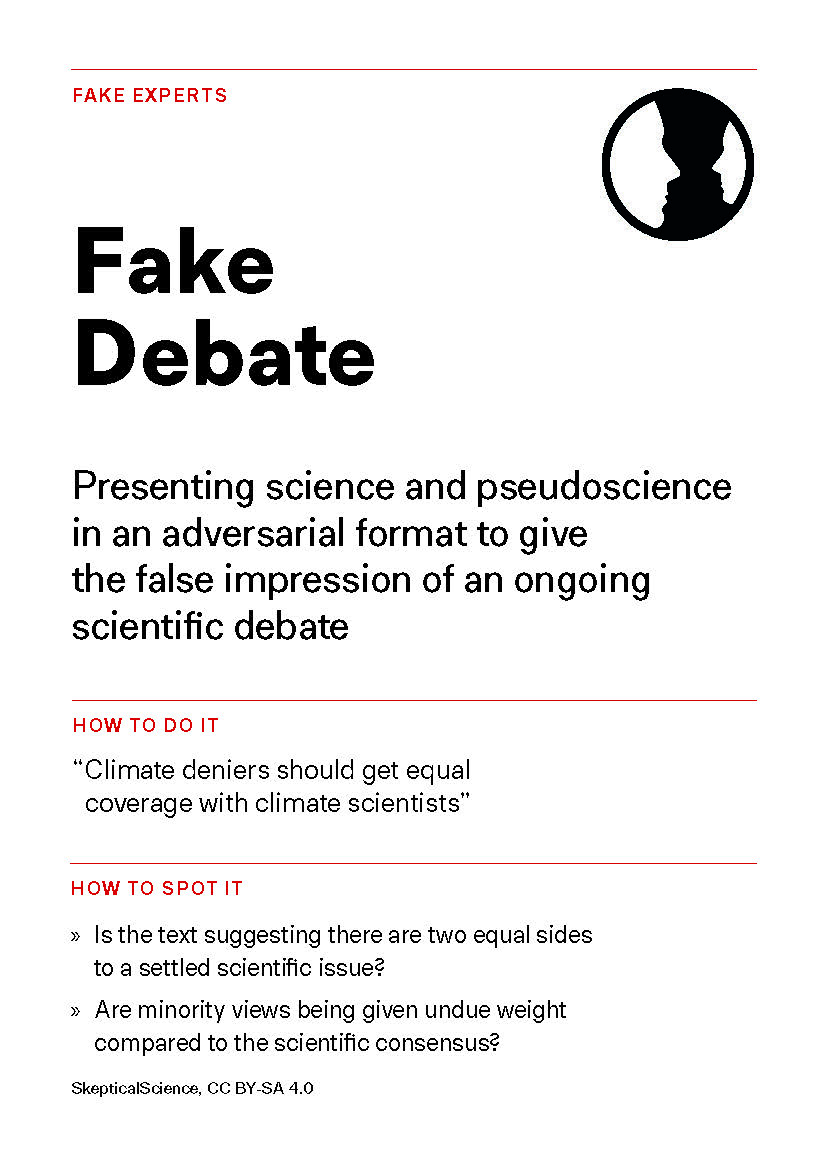 FAKE EXPERTS
Fake
Debate
Presenting science and pseudoscience
in an adversarial format to give
the false impression of an ongoing
scientific debate
HOW TO DO IT
“Climate deniers should get equal
coverage with climate scientists”
HOW TO SPOT IT
» Is the text suggesting there are two equal sides
to a settled scientific issue?
» Are minority views being given undue weight
compared to the scientific consensus?
SkepticalScience, CC BY-SA 4.0